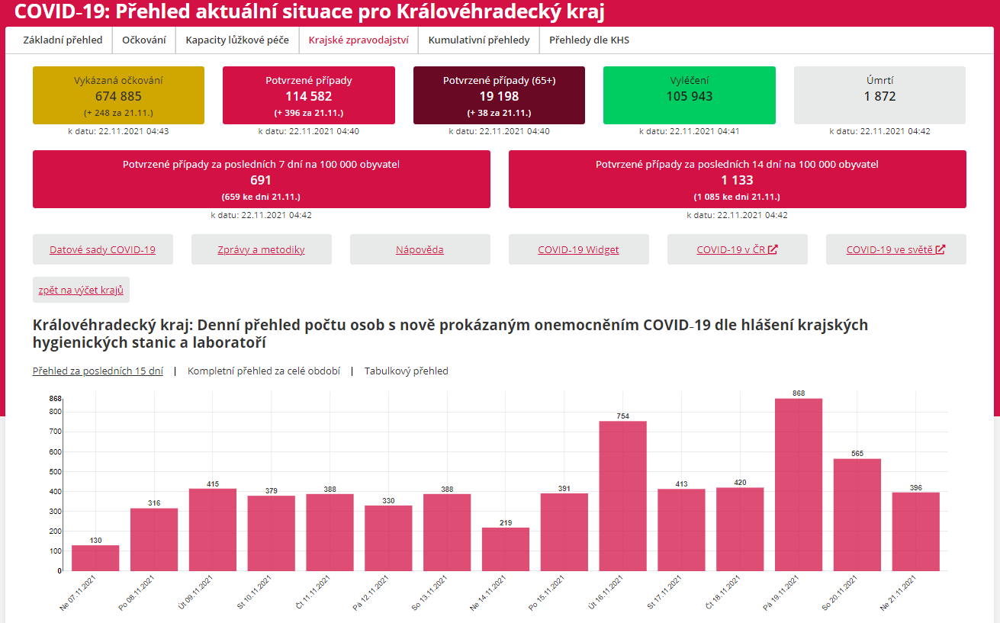 COVID-19: Přehled aktuální situace pro Královéhradecký kraj
Základní přehled
Očkování
Kapacity lůžkové péče
Krajské zpravodajství
Kumulativní přehledy
Přehledy dle KHS
Vykázaná očkování
674 885
(+ 248 za 21.11.)
k datu: 22.11.2021 04:43
Potvrzené případy
114 582
(+ 396 za 21.11.)
k datu: 22.11.2021 04:40
Potvrzené případy (65+)
19 198
(+ 38 za 21.11.)
k datu: 22.11.2021 04:40
Vyléčení
105 943
k datu: 22.11.2021 04:41
Úmrtí
1 872
k datu: 22.11.2021 04:42
Potvrzené případy za posledních 7 dní na 100 000 obyvatel
691
(659 ke dni 21.11.)
k datu: 22.11.2021 04:42
Potvrzené případy za posledních 14 dní na 100 000 obyvatel
1 133
(1 085 ke dni 21.11.)
k datu: 22.11.2021 04:42
Datové sady COVID-19
Zprávy a metodiky
Nápověda
COVID-19 Widget
COVID-19 v ČR
COVID-19 ve světě
zpět na výčet krajů
Královéhradecký kraj: Denní přehled počtu osob s nově prokázaným onemocněním COVID-19 dle hlášení krajských
hygienických stanic a laboratoří
Přehled za posledních 15 dní | Kompletní přehled za celé období | Tabulkový přehled
868
800
700
600
500
400
300
200
100
0
130
316
415
379
388
330
388
219
391
754
413
420
868
565
396
Ne 07.11.2021
Po 08.11.2021
Út 09.11.2021
St 10.11.2021
Čt 11.11.2021
Pá 12.11.2021
So 13.11.2021
Ne 14.11.2021
Po 15.11.2021
Út 16.11.2021
St 17.11.2021
Čt 18.11.2021
Pá 19.11.2021
So 20.11.2021
Ne 21.11.2021